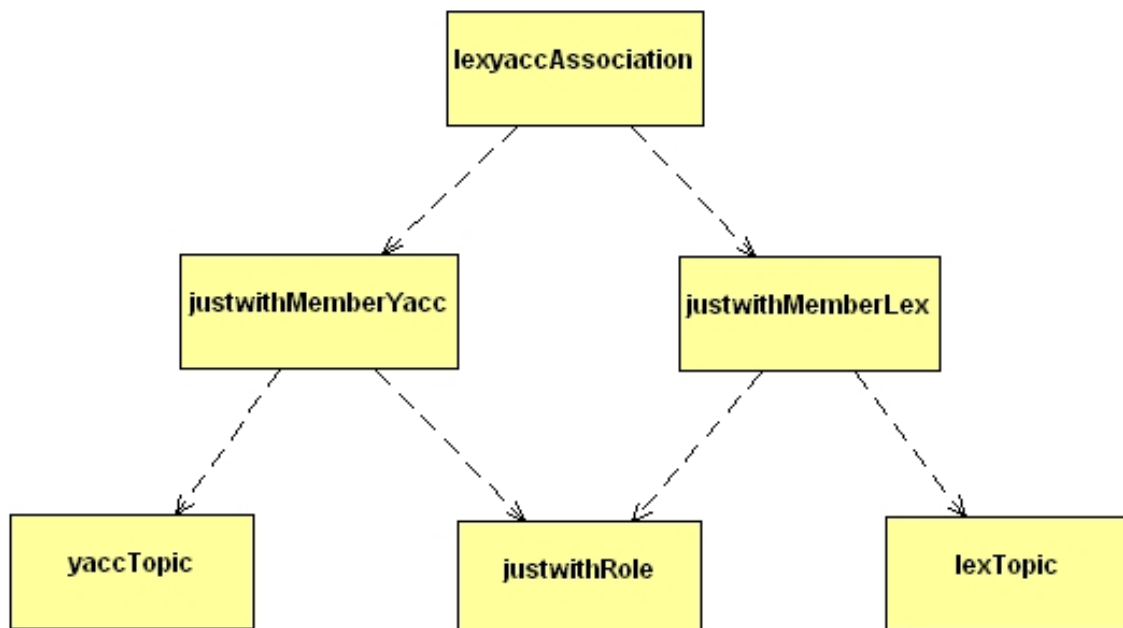 lexyaccAssociation
justwithMemberYacc
justwithMemberLex
yaccTopic
justwithRole
lexTopic